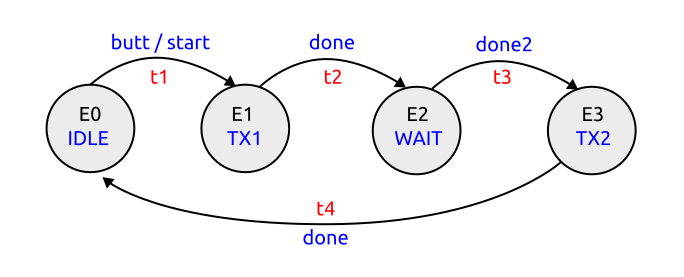 butt / start
t1
done
t2
done2
t3
E0
IDLE
E1
TX1
E2
WAIT
E3
TX2
t4
done